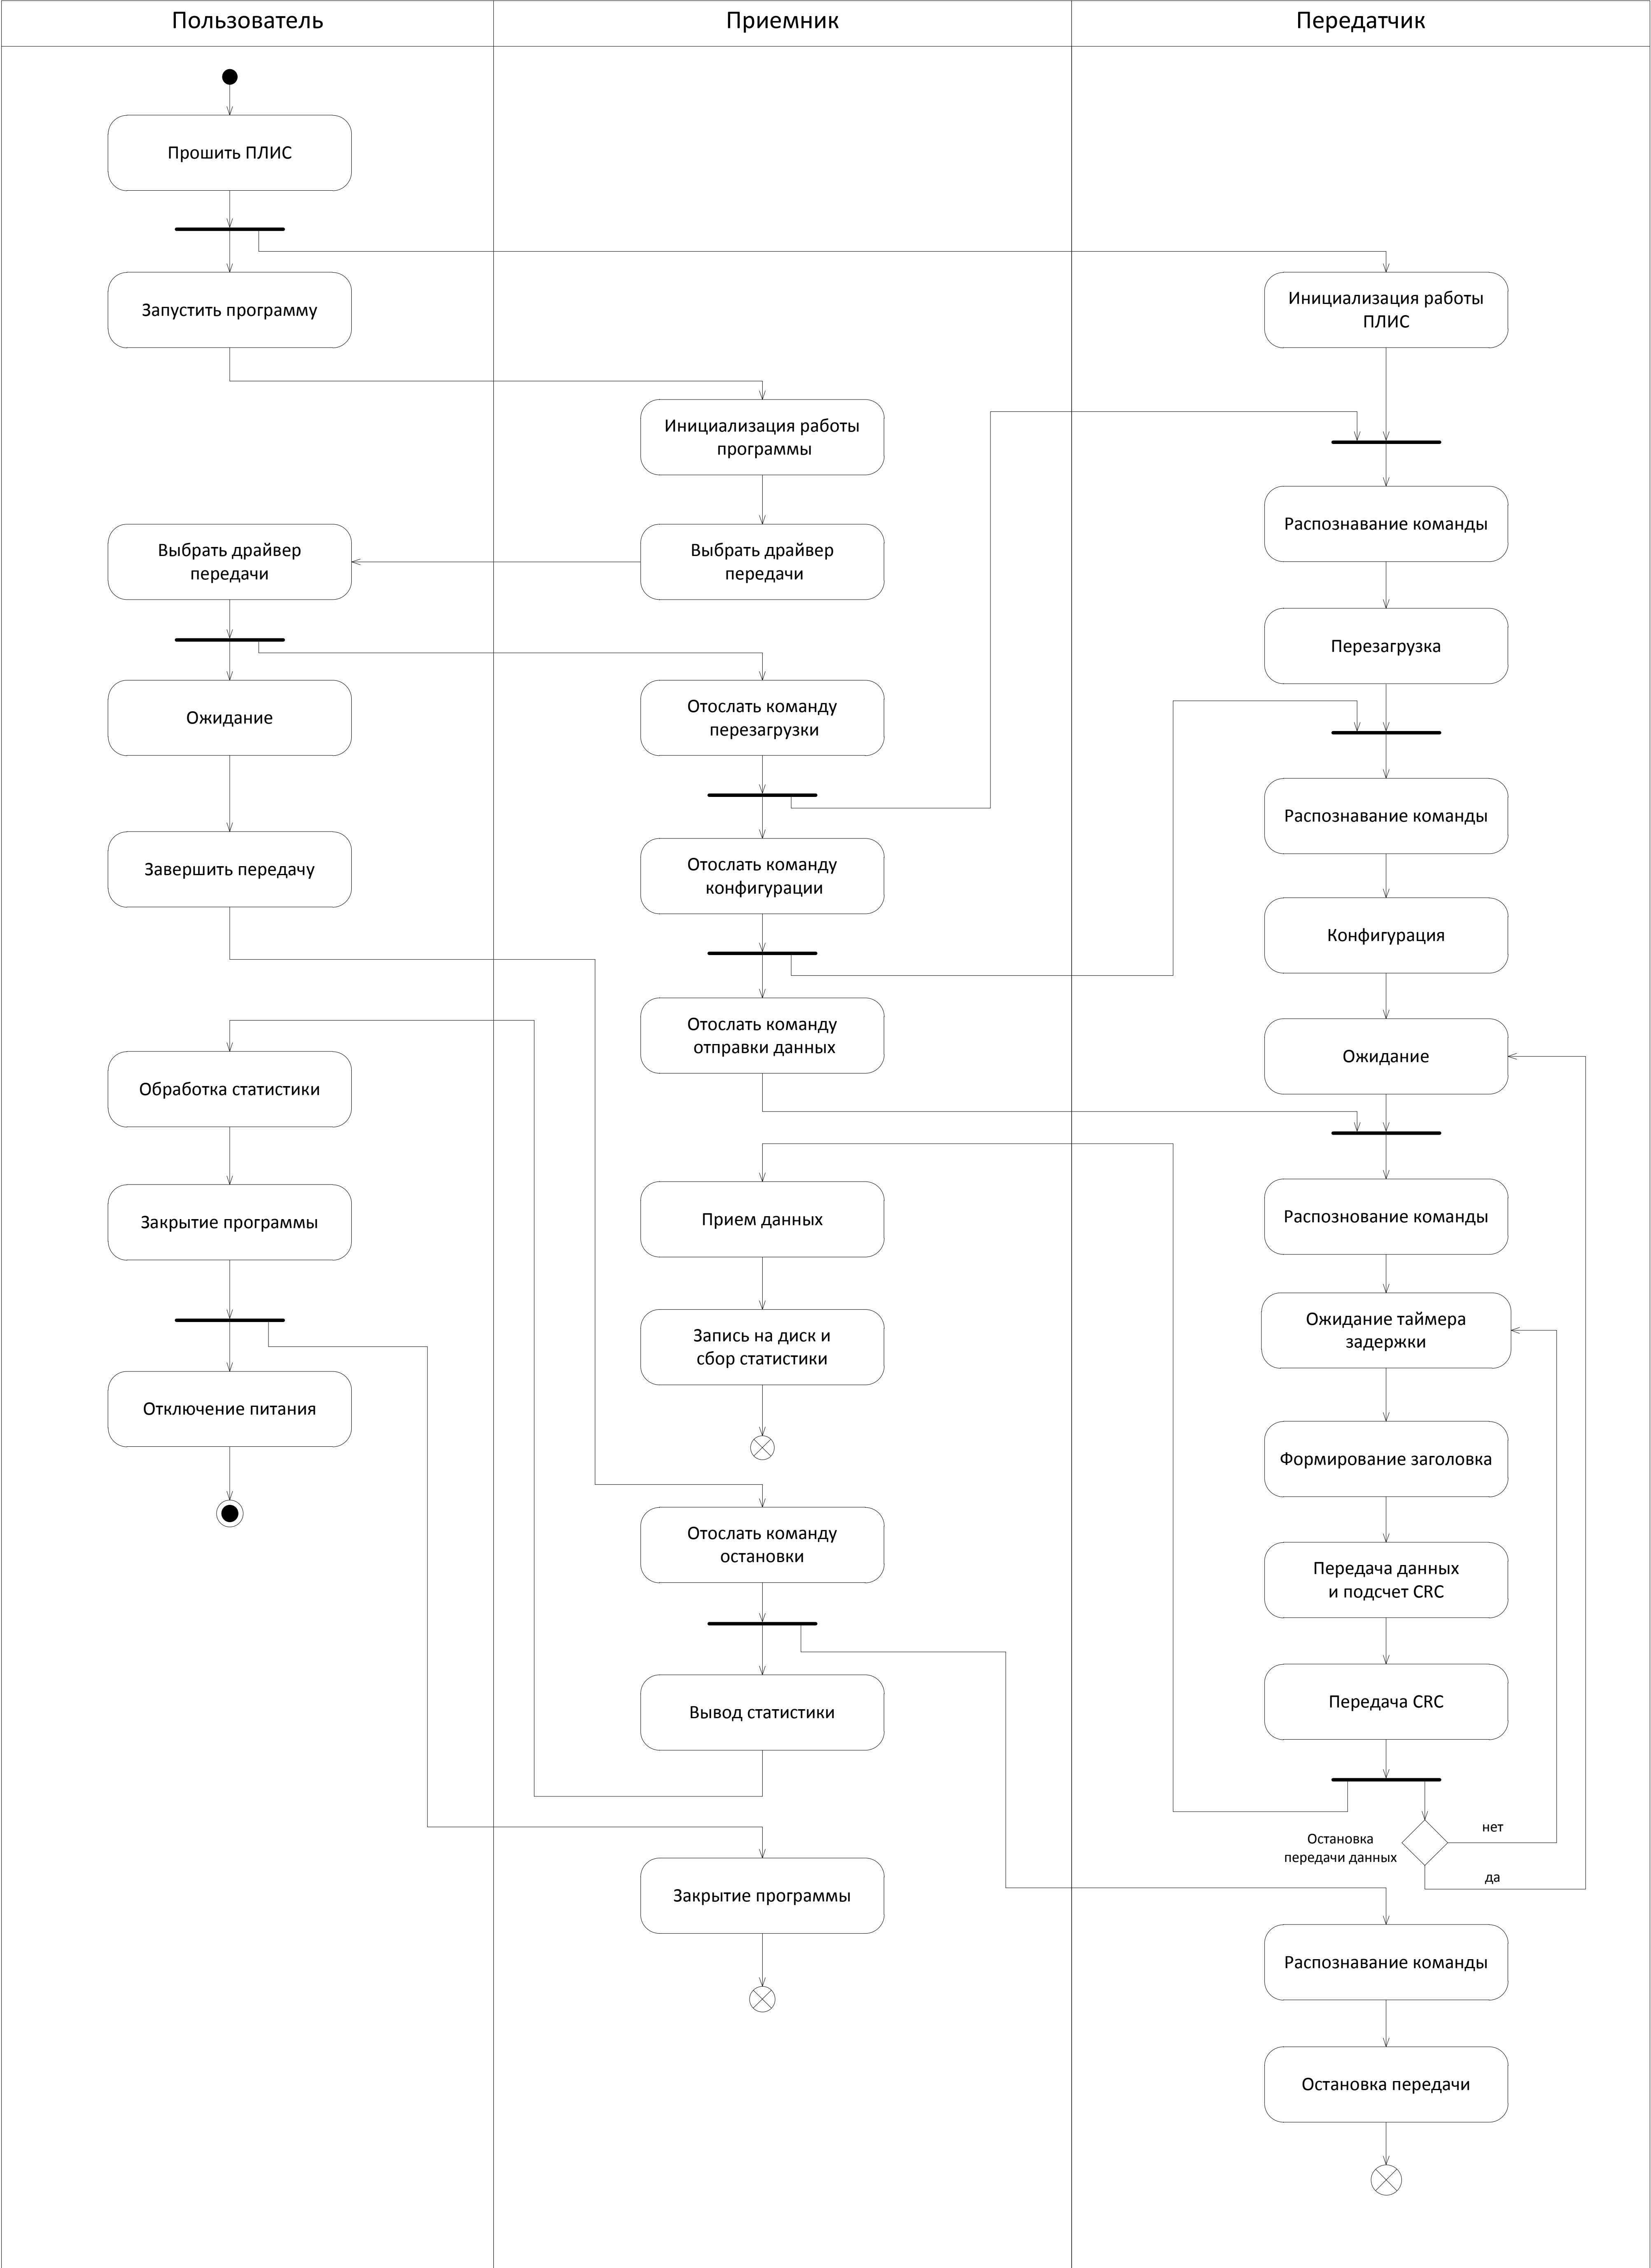 Пользователь
Приемник
Передатчик
Прошить ПЛИС
Запустить программу
Инициализация работы
ПЛИС
Инициализация работы
программы
Распознавание команды
Выбрать драйвер
передачи
Выбрать драйвер
передачи
Перезагрузка
Ожидание
Отослать команду
перезагрузки
Распознавание команды
Завершить передачу
Отослать команду
конфигурации
Конфигурация
Отослать команду
отправки данных
Ожидание
Обработка статистики
Закрытие программы
Прием данных
Распознование команды
Запись на диск и
сбор статистики
Ожидание таймера
задержки
Отключение питания
Формирование заголовка
Отослать команду
остановки
Передача данных
и подсчет CRC
Вывод статистики
Передача CRC
нет
Остановка
передачи данных
да
Закрытие программы
Распознавание команды
Остановка передачи